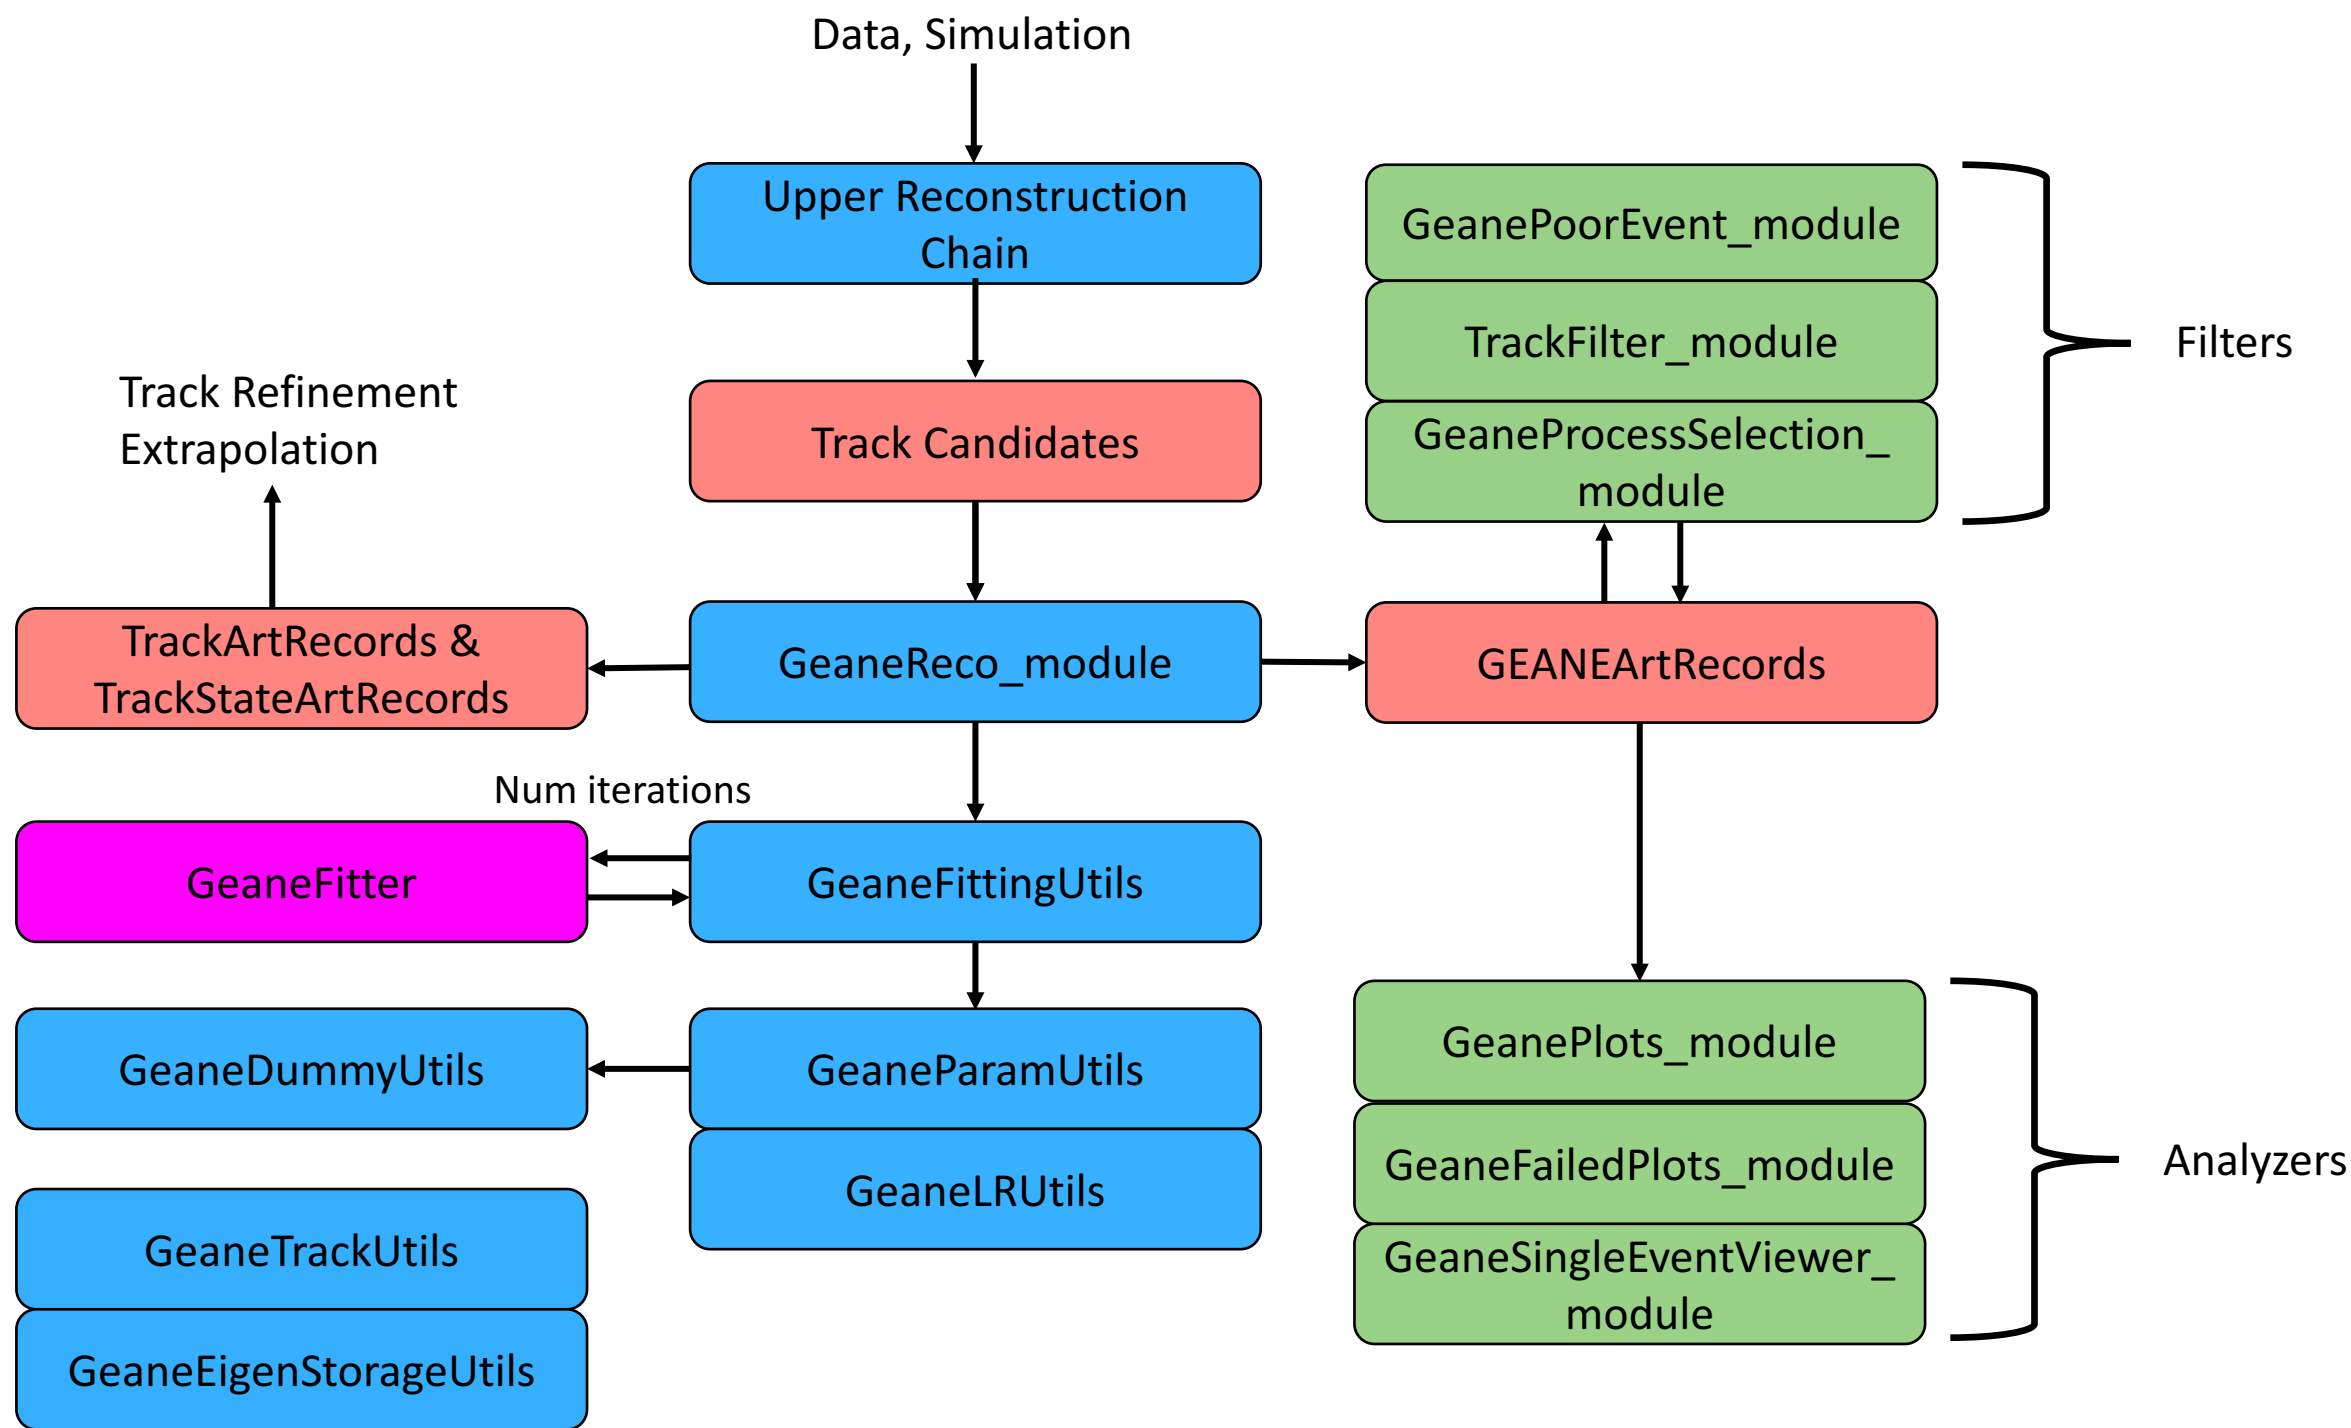 Data, Simulation
Upper Reconstruction
Chain
GeanePoorEvent_module
TrackFilter_module
Filters
Track Refinement
Extrapolation
Track Candidates
GeaneProcessSelection_
module
TrackArtRecords &
TrackStateArtRecords
GeaneReco_module
GEANEArtRecords
Num iterations
GeaneFitter
GeaneFittingUtils
GeaneDummyUtils
GeaneParamUtils
GeanePlots_module
GeaneLRUtils
GeaneFailedPlots_module
Analyzers
GeaneTrackUtils
GeaneSingleEventViewer_
module
GeaneEigenStorageUtils